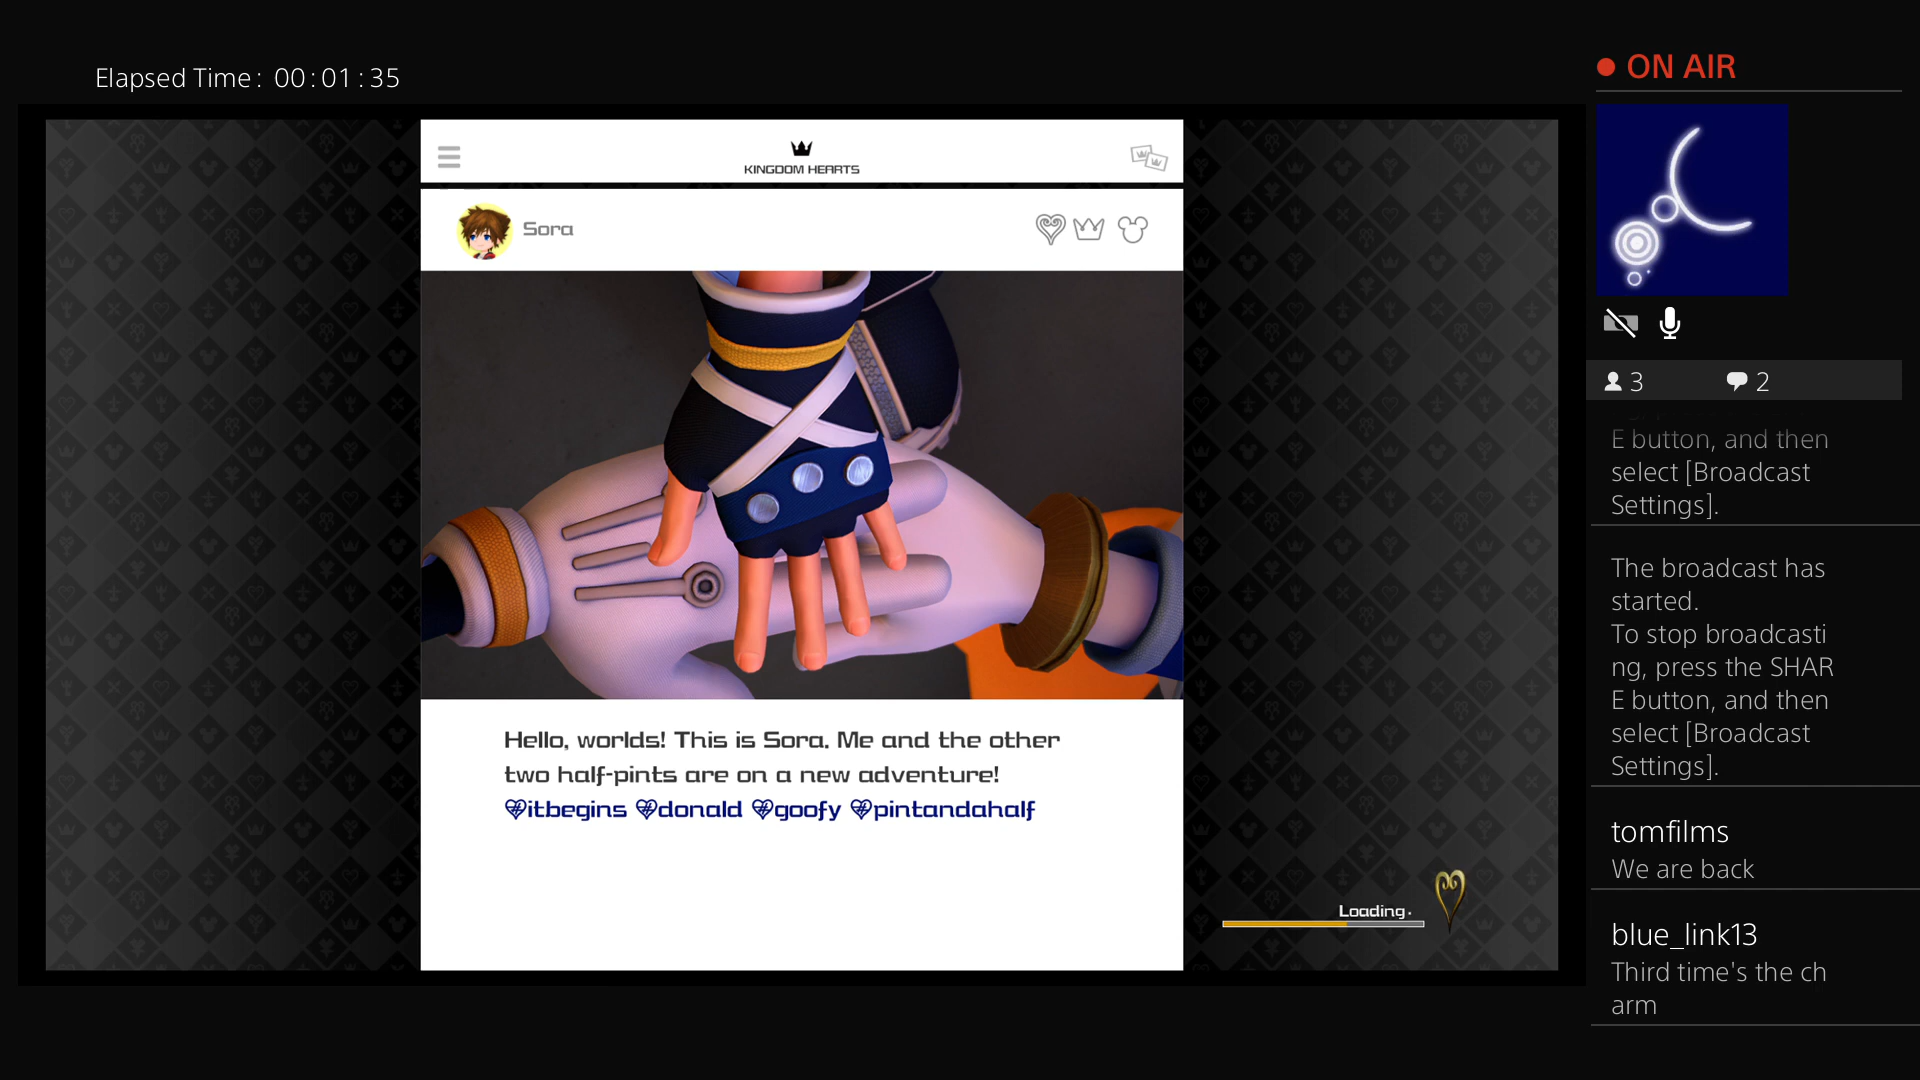 Elapsed Time: 00:01:35
ON AIR
KINGDOM HEARTS
Sora
Hello, worlds! This is Sora. Me and the other
two half-pints are on a new adventure!
#itbegins #donald #goofy #pintandahalf
Loading.
3 2
E button, and then
select [Broadcast
Settings].
The broadcast has
started.
To stop broadcasti
ng, press the SHAR
E button, and then
select [Broadcast
Settings].
tomfilms
We are back
blue_link13
Third time's the ch
arm